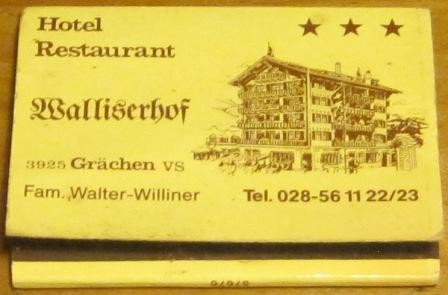 Hotel ★ ★ ★
Restaurant
Walliserhof
3925 Grächen VS
Fam. Walter-Williner
Tel. 028-56 11 22/23